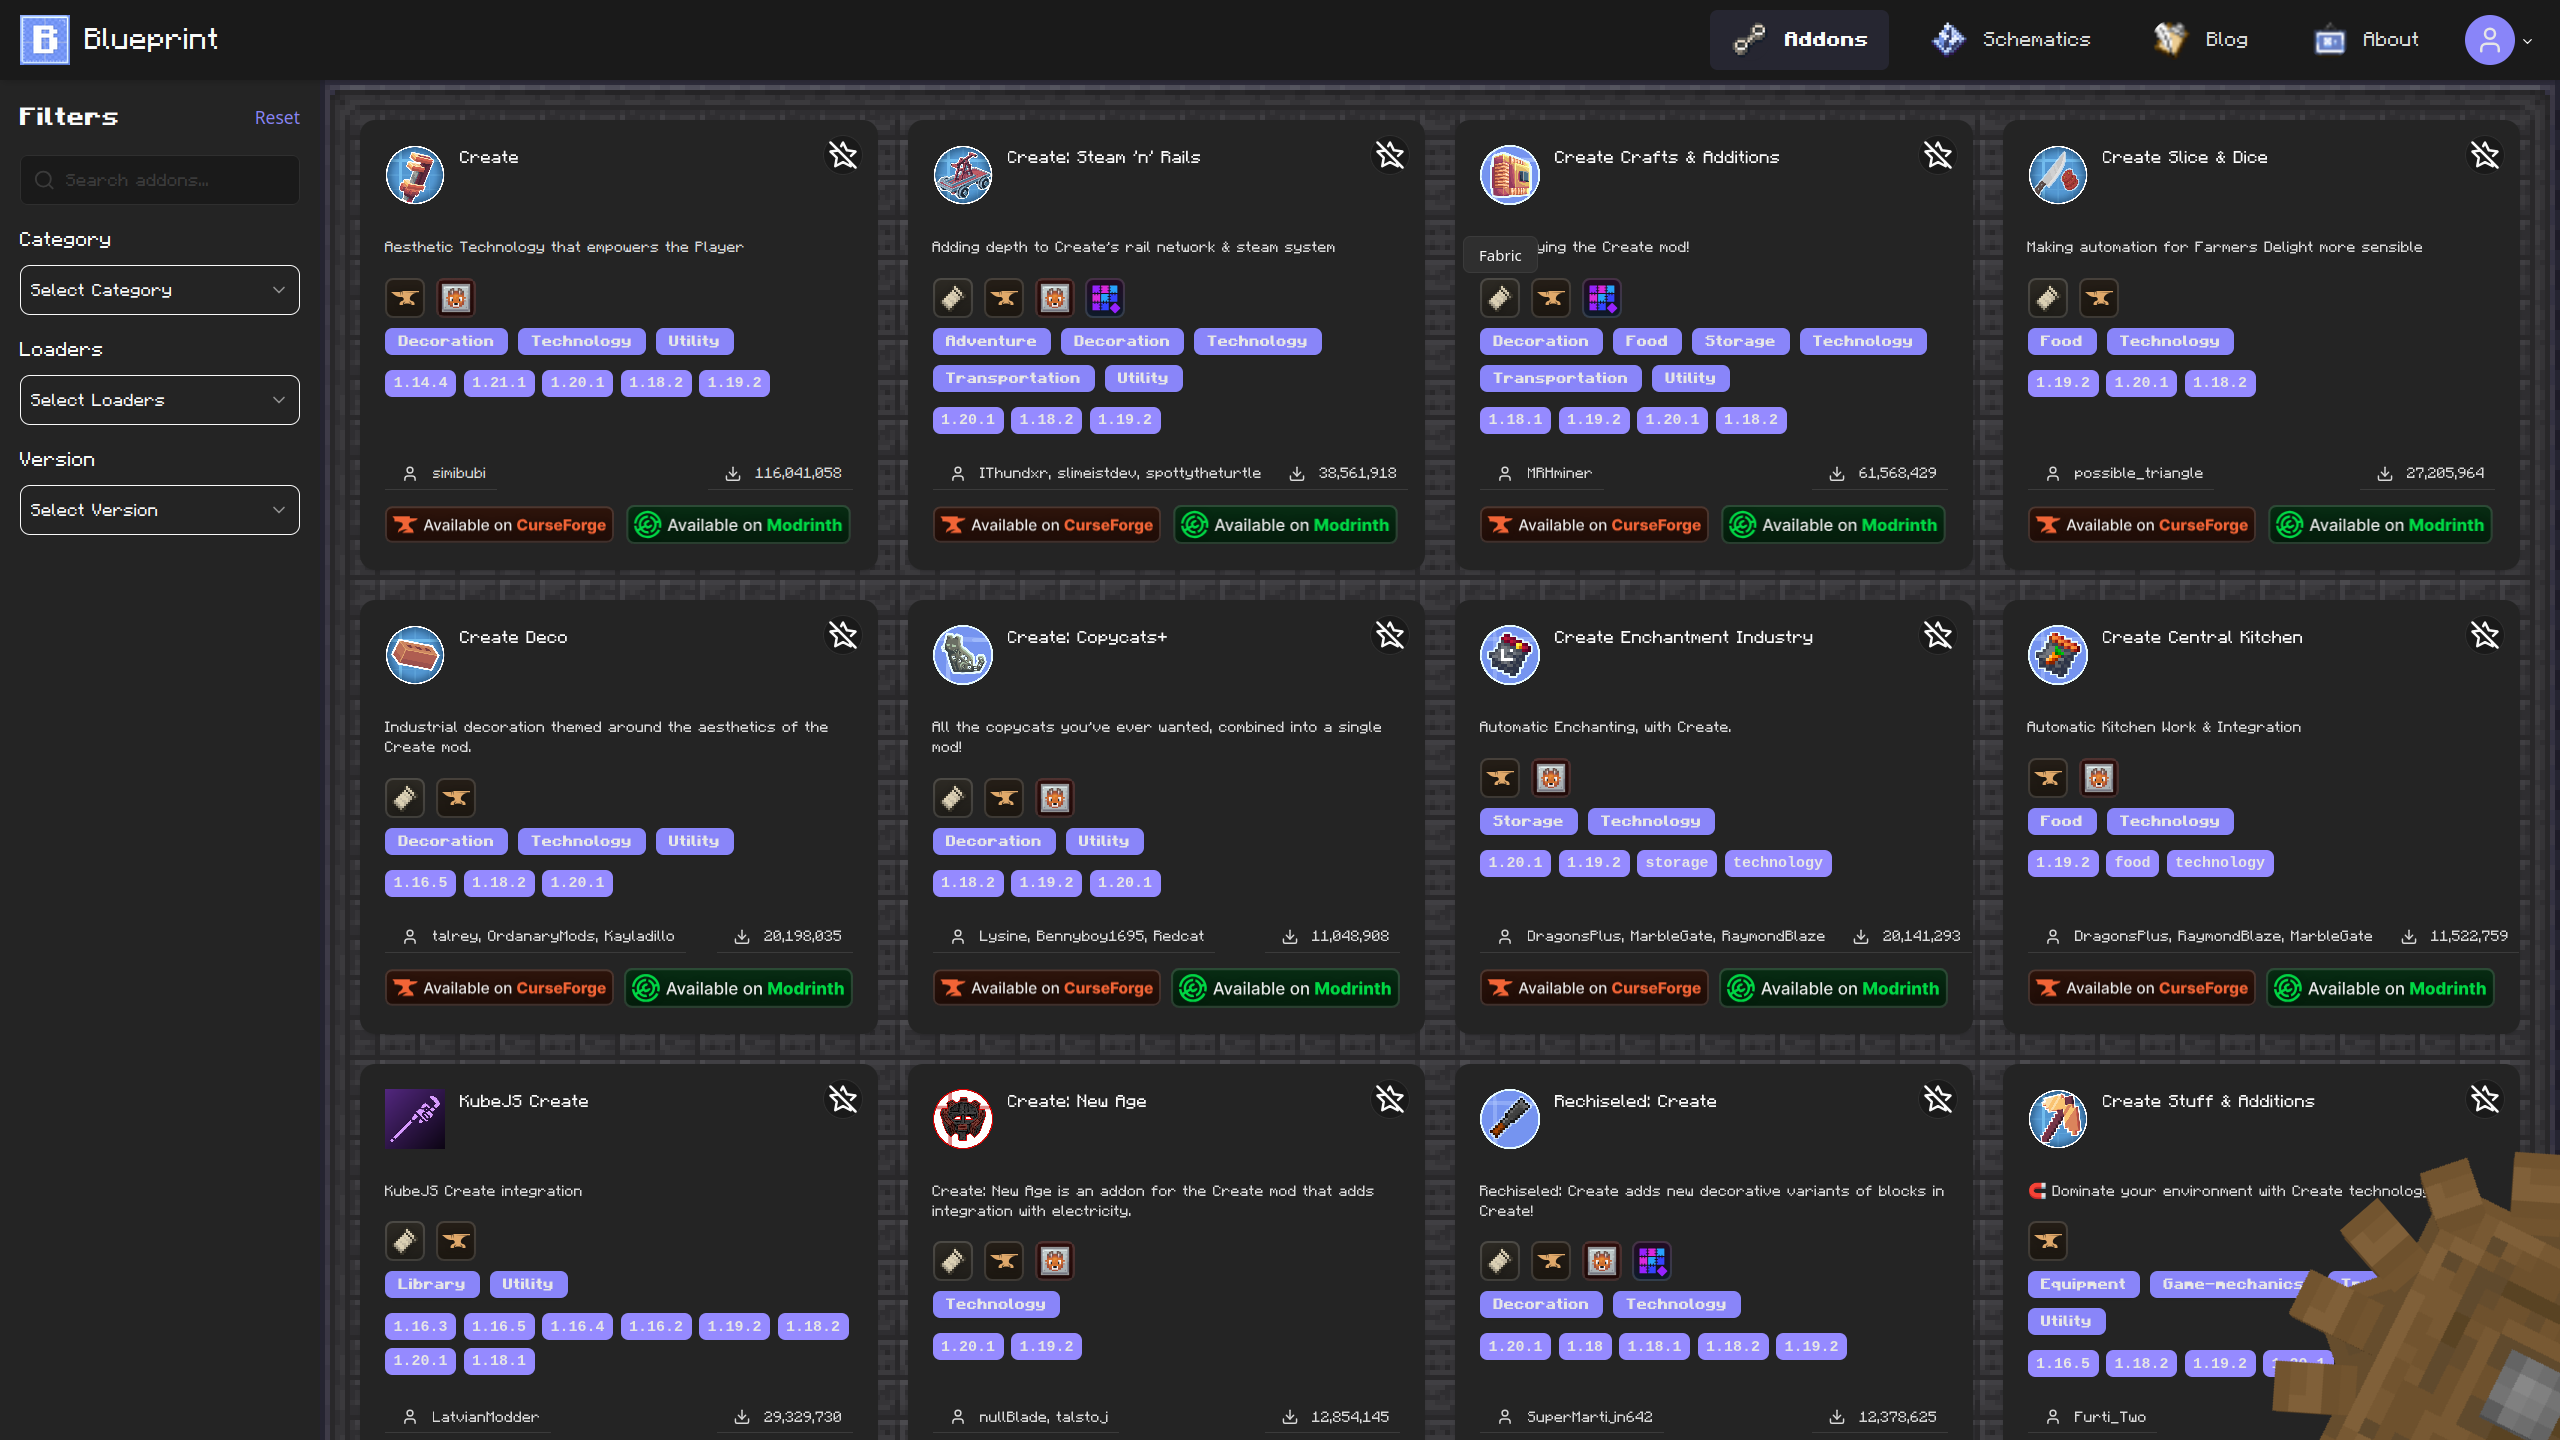 Blueprint
Addons
Schematics
Blog
About
Filters
Reset
Search addons...
Category
Select Category
Loaders
Select Loaders
Version
Select Version
Create
Aesthetic Technology that empowers the Player
Decoration Technology Utility
1.14.4 1.21.1 1.20.1 1.18.2 1.19.2
simibubi 116,041,058
Available on CurseForge Available on Modrinth
Create: Steam 'n' Rails
Adding depth to Create's rail network & steam system
Adventure Decoration Technology
Transportation Utility
1.20.1 1.18.2 1.19.2
IThundxr, slimeistdev, spottytheturtle 38,561,918
Available on CurseForge Available on Modrinth
Create Crafts & Additions
ying the Create mod!
Fabric
Decoration Food Storage Technology
Transportation Utility
1.18.1 1.19.2 1.20.1 1.18.2
MRHminer 61,568,429
Available on CurseForge Available on Modrinth
Create Slice & Dice
Making automation for Farmers Delight more sensible
Food Technology
1.19.2 1.20.1 1.18.2
possible_triangle 27,205,964
Available on CurseForge Available on Modrinth
Create Deco
Industrial decoration themed around the aesthetics of the
Create mod.
Decoration Technology Utility
1.16.5 1.18.2 1.20.1
talrey, OrdanaryMods, Kayladillo 20,198,035
Available on CurseForge Available on Modrinth
Create: Copycats+
All the copycats you've ever wanted, combined into a single
mod!
Decoration Utility
1.18.2 1.19.2 1.20.1
Lysine, Bennyboy1695, Redcat 11,048,908
Available on CurseForge Available on Modrinth
Create Enchantment Industry
Automatic Enchanting, with Create.
Storage Technology
1.20.1 1.19.2 storage technology
DragonsPlus, MarbleGate, RaymondBlaze 20,141,293
Available on CurseForge Available on Modrinth
Create Central Kitchen
Automatic Kitchen Work & Integration
Food Technology
1.19.2 food technology
DragonsPlus, RaymondBlaze, MarbleGate 11,522,759
Available on CurseForge Available on Modrinth
KubeJS Create
KubeJS Create integration
Library Utility
1.16.3 1.16.5 1.16.4 1.16.2 1.19.2 1.18.2
1.20.1 1.18.1
LatvianModder 29,329,730
Create: New Age
Create: New Age is an addon for the Create mod that adds
integration with electricity.
Technology
1.20.1 1.19.2
nullBlade, talstoj 12,854,145
Rechiseled: Create
Rechiseled: Create adds new decorative variants of blocks in
Create!
Decoration Technology
1.20.1 1.18 1.18.1 1.18.2 1.19.2
SuperMartijn642 12,378,625
Create Stuff & Additions
Dominate your environment with Create technology
Equipment Game-mechanics
Utility
1.16.5 1.18.2 1.19.2 1.20.1
Furti_Two